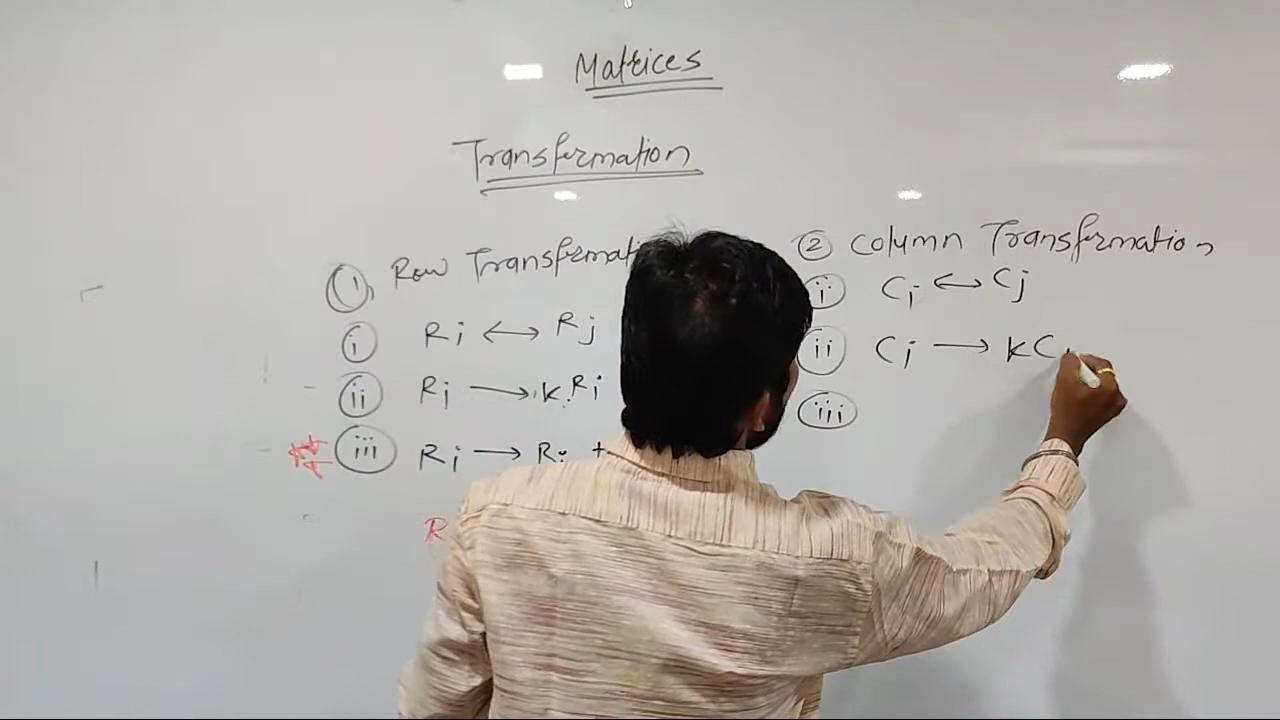 Matrices
Transformation
① Row
① Ri ⟷ Rj
ⓘⓘ Ri ⟶ k Ri
ⓘⓘⓘ Ri ⟶ Ri +
R
② Column Transformation
Ci ⟷ Cj
ⓘⓘ Ci ⟶ kC
ⓘⓘⓘ